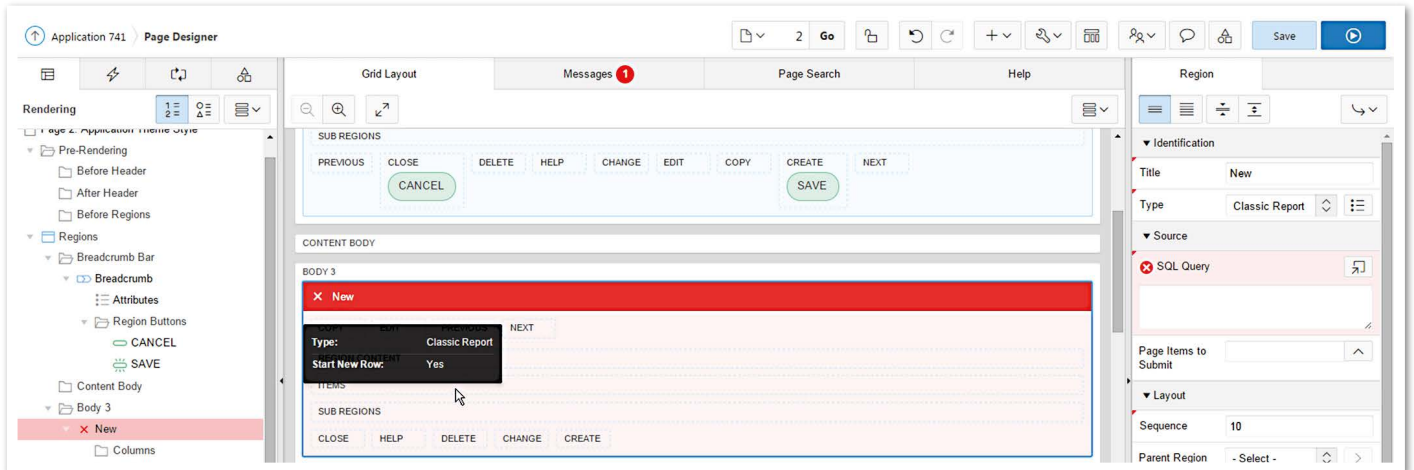 Application 741 Page Designer
2 Go
Save
Grid Layout Messages 1 Page Search Help
Region
Rendering
Page 2: Application Theme Style
Pre-Rendering
Before Header
After Header
Before Regions
Regions
Breadcrumb Bar
Breadcrumb
Attributes
Region Buttons
CANCEL
SAVE
Content Body
Body 3
New
Columns
SUB REGIONS
PREVIOUS CLOSE DELETE HELP CHANGE EDIT COPY CREATE NEXT
CANCEL SAVE
CONTENT BODY
BODY 3
New
COPY EDIT PREVIOUS NEXT
Type: Classic Report
REGION CONTENT
Start New Row: Yes
ITEMS
SUB REGIONS
CLOSE HELP DELETE CHANGE CREATE
Identification
Title New
Type Classic Report
Source
SQL Query
Page Items to
Submit
Layout
Sequence 10
Parent Region - Select -